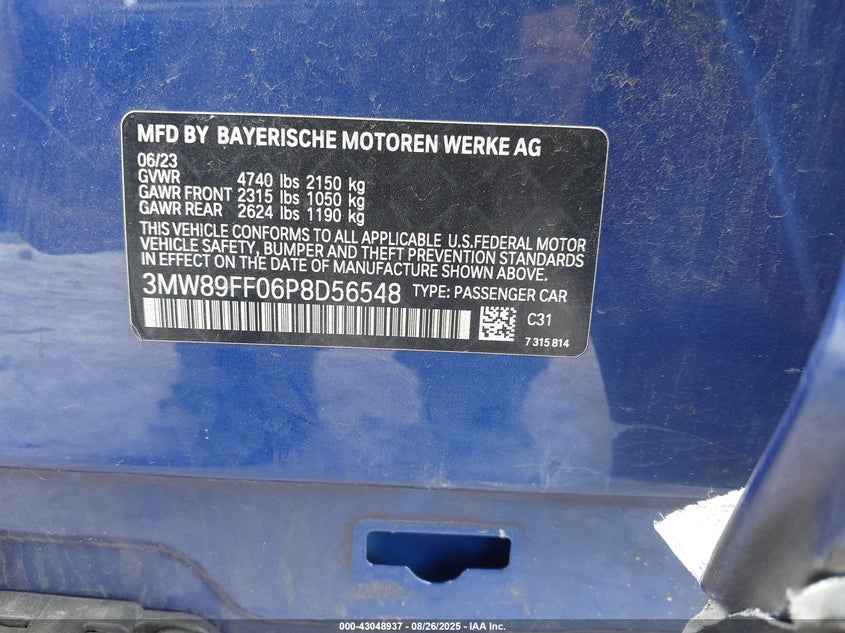 MFD BY BAYERISCHE MOTOREN WERKE AG
06/23
GVWR 4740 lbs 2150 kg
GAWR FRONT 2315 lbs 1050 kg
GAWR REAR 2624 lbs 1190 kg
THIS VEHICLE CONFORMS TO ALL APPLICABLE U.S.FEDERAL MOTOR
VEHICLE SAFETY, BUMPER AND THEFT PREVENTION STANDARDS
IN EFFECT ON THE DATE OF MANUFACTURE SHOWN ABOVE.
3MW89FF06P8D56548 TYPE: PASSENGER CAR
C31
7 315 814
000-43048937 - 08/26/2025 - IAA Inc.